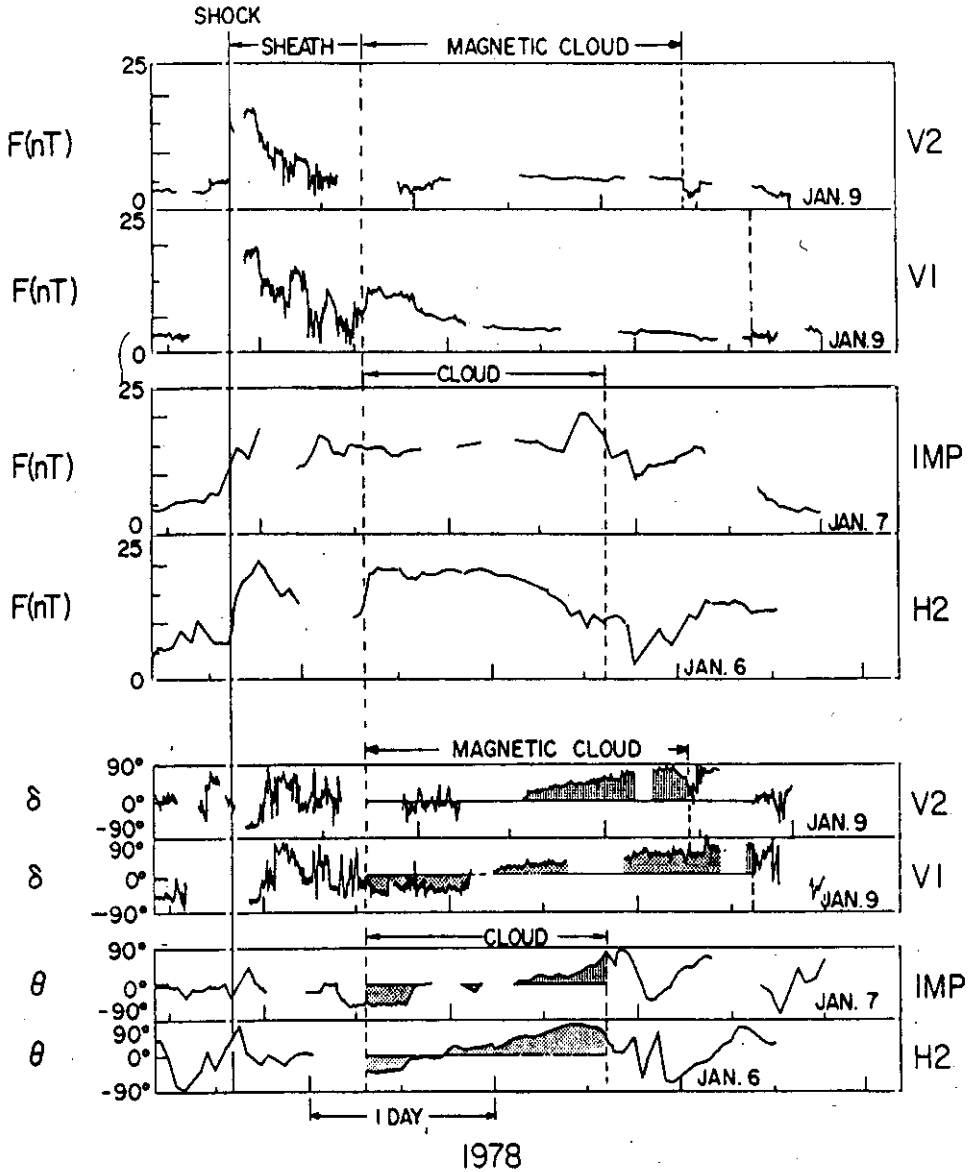 SHOCK
SHEATH MAGNETIC CLOUD
25
F(nT) V2
0 JAN. 9
25
F(nT) V1
0 JAN. 9
CLOUD
25
F(nT) IMP
0 JAN. 7
25
F(nT) H2
0 JAN. 6
MAGNETIC CLOUD
90°
δ 0° V2
-90° JAN. 9
90°
δ 0° V1
-90° JAN. 9
CLOUD
90°
θ 0° IMP
-90° JAN. 7
90°
θ 0° H2
-90° JAN. 6
1 DAY
1978